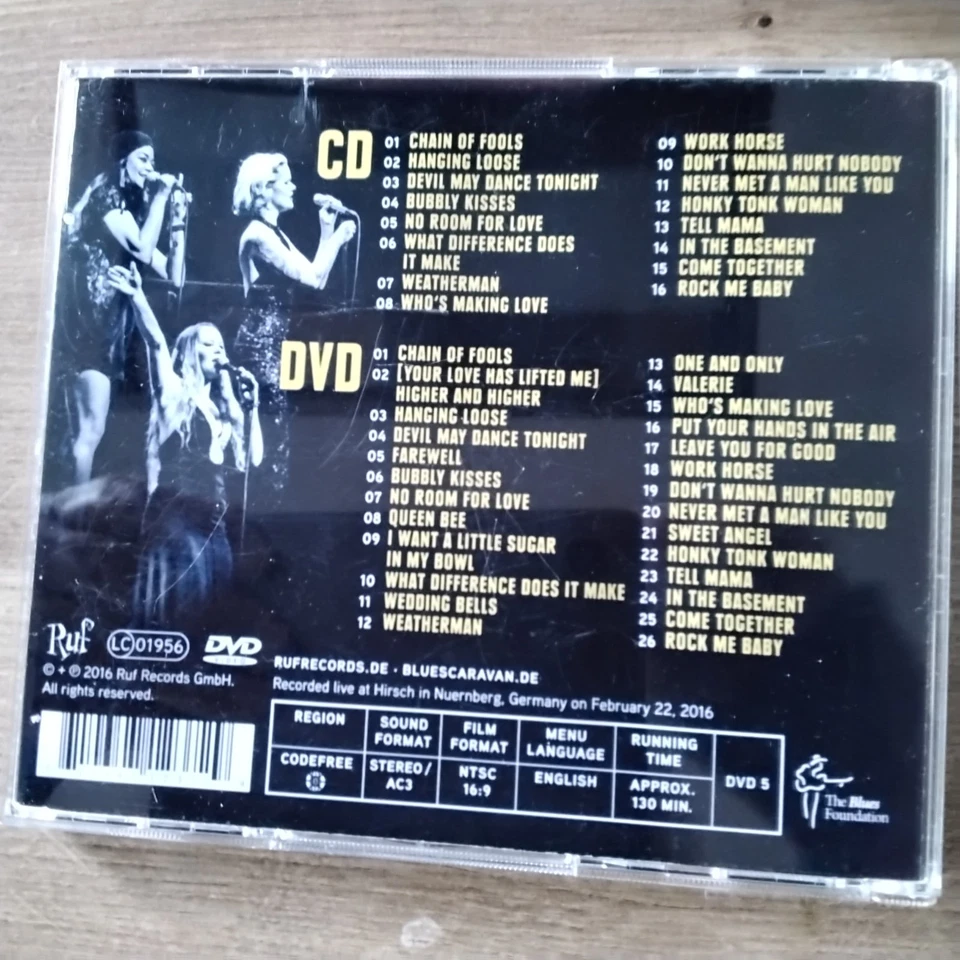 CD
01 CHAIN OF FOOLS
02 HANGING LOOSE
03 DEVIL MAY DANCE TONIGHT
04 BUBBLY KISSES
05 NO ROOM FOR LOVE
06 WHAT DIFFERENCE DOES
IT MAKE
07 WEATHERMAN
08 WHO'S MAKING LOVE
09 WORK HORSE
10 DON'T WANNA HURT NOBODY
11 NEVER MET A MAN LIKE YOU
12 HONKY TONK WOMAN
13 TELL MAMA
14 IN THE BASEMENT
15 COME TOGETHER
16 ROCK ME BABY
DVD
01 CHAIN OF FOOLS
02 [YOUR LOVE HAS LIFTED ME]
HIGHER AND HIGHER
03 HANGING LOOSE
04 DEVIL MAY DANCE TONIGHT
05 FAREWELL
06 BUBBLY KISSES
07 NO ROOM FOR LOVE
08 QUEEN BEE
09 I WANT A LITTLE SUGAR
IN MY BOWL
10 WHAT DIFFERENCE DOES IT MAKE
11 WEDDING BELLS
12 WEATHERMAN
13 ONE AND ONLY
14 VALERIE
15 WHO'S MAKING LOVE
16 PUT YOUR HANDS IN THE AIR
17 LEAVE YOU FOR GOOD
18 WORK HORSE
19 DON'T WANNA HURT NOBODY
20 NEVER MET A MAN LIKE YOU
21 SWEET ANGEL
22 HONKY TONK WOMAN
23 TELL MAMA
24 IN THE BASEMENT
25 COME TOGETHER
26 ROCK ME BABY
Ruf LC 01956 DVD VIDEO
© + ℗ 2016 Ruf Records GmbH.
All rights reserved.
RUFRECORDS.DE · BLUESCARAVAN.DE
Recorded live at Hirsch in Nuernberg, Germany on February 22, 2016
REGION
CODEFREE
SOUND
FORMAT
STEREO/
AC3
FILM
FORMAT
NTSC
16:9
MENU
LANGUAGE
ENGLISH
RUNNING
TIME
APPROX.
130 MIN.
DVD 5
The Blues
Foundation